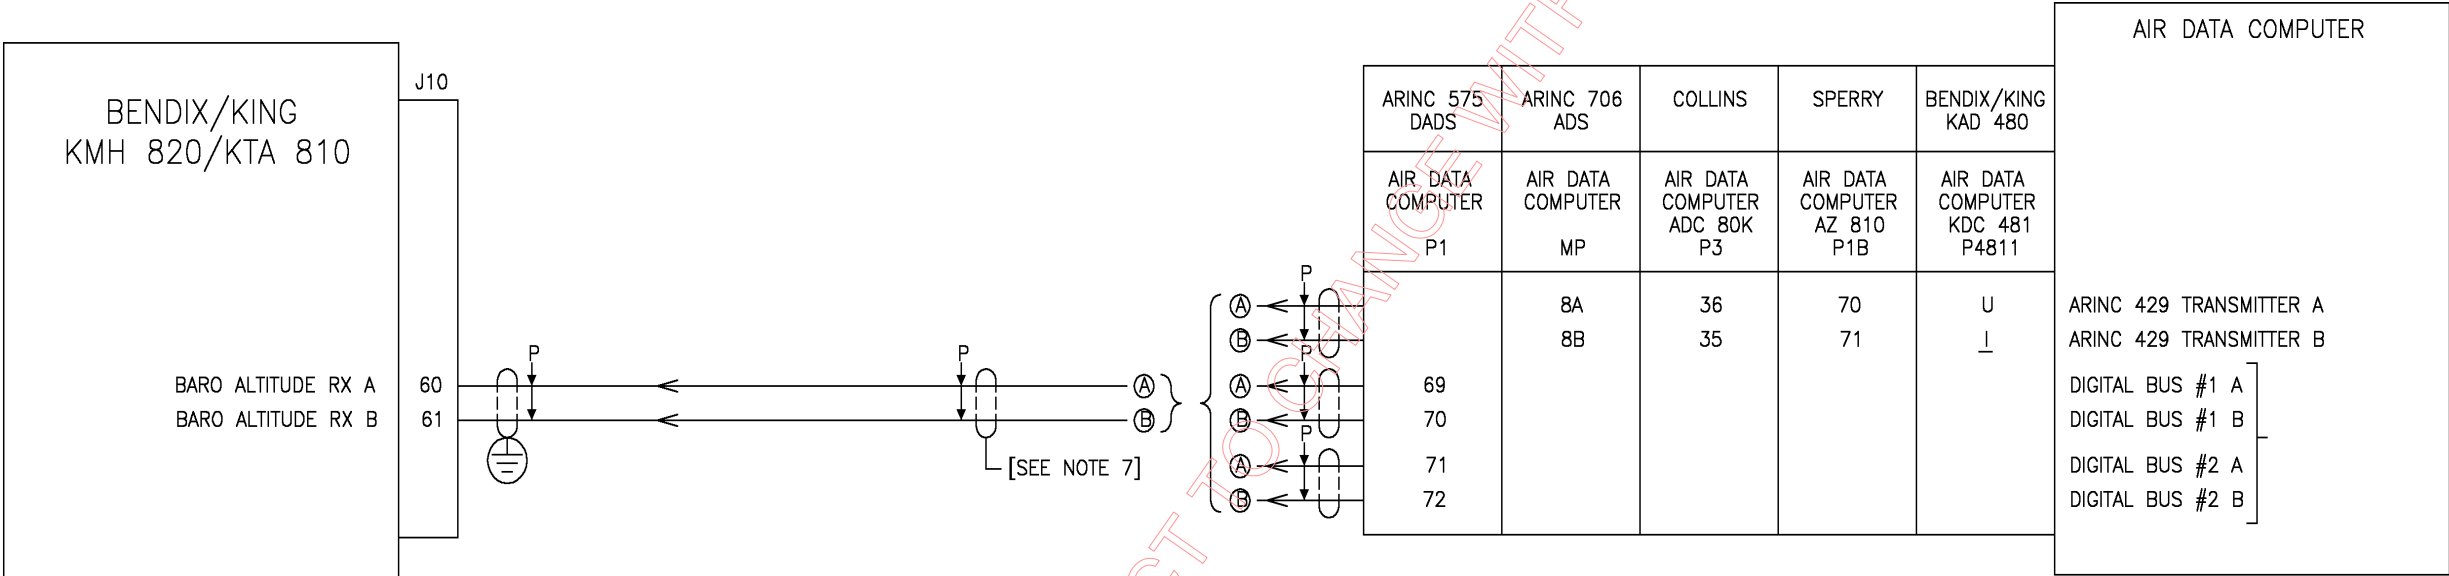 BENDIX/KING
KMH 820/KTA 810
J10
BARO ALTITUDE RX A 60
BARO ALTITUDE RX B 61
P
P
[SEE NOTE 7]
A
B
P
A
B
P
A
B
P
A
B
AIR DATA COMPUTER
ARINC 575 DADS
ARINC 706 ADS
COLLINS
SPERRY
BENDIX/KING KAD 480
AIR DATA COMPUTER P1
AIR DATA COMPUTER MP
AIR DATA COMPUTER ADC 80K P3
AIR DATA COMPUTER AZ 810 P1B
AIR DATA COMPUTER KDC 481 P4811
8A 36 70 U ARINC 429 TRANSMITTER A
8B 35 71 I ARINC 429 TRANSMITTER B
69 DIGITAL BUS #1 A
70 DIGITAL BUS #1 B
71 DIGITAL BUS #2 A
72 DIGITAL BUS #2 B
TO CHANGE